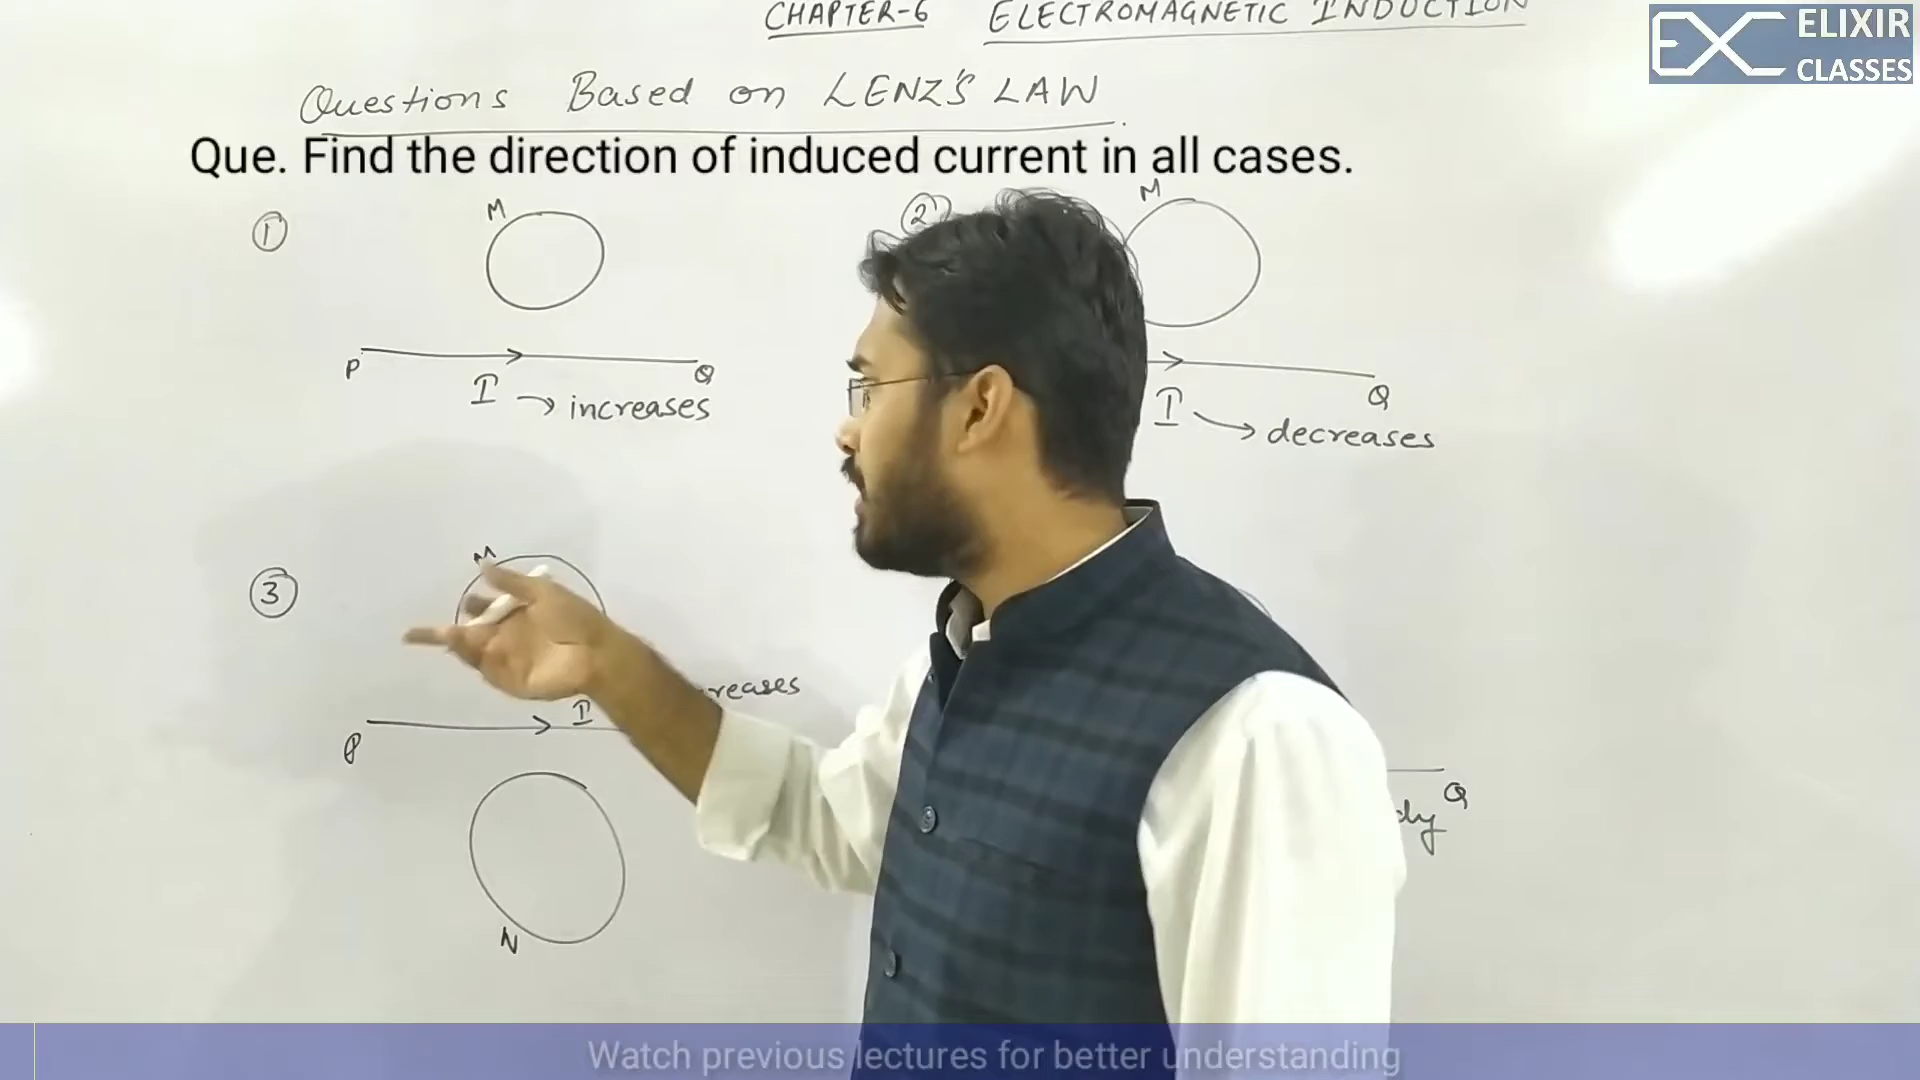 CHAPTER-6 ELECTROMAGNETIC INDUCTION
ELIXIR
CLASSES
Questions Based on LENZ'S LAW
Que. Find the direction of induced current in all cases.
1 M
P Q
I → increases
2 M
Q
I → decreases
3 M
I
P
N
Q
Watch previous lectures for better understanding